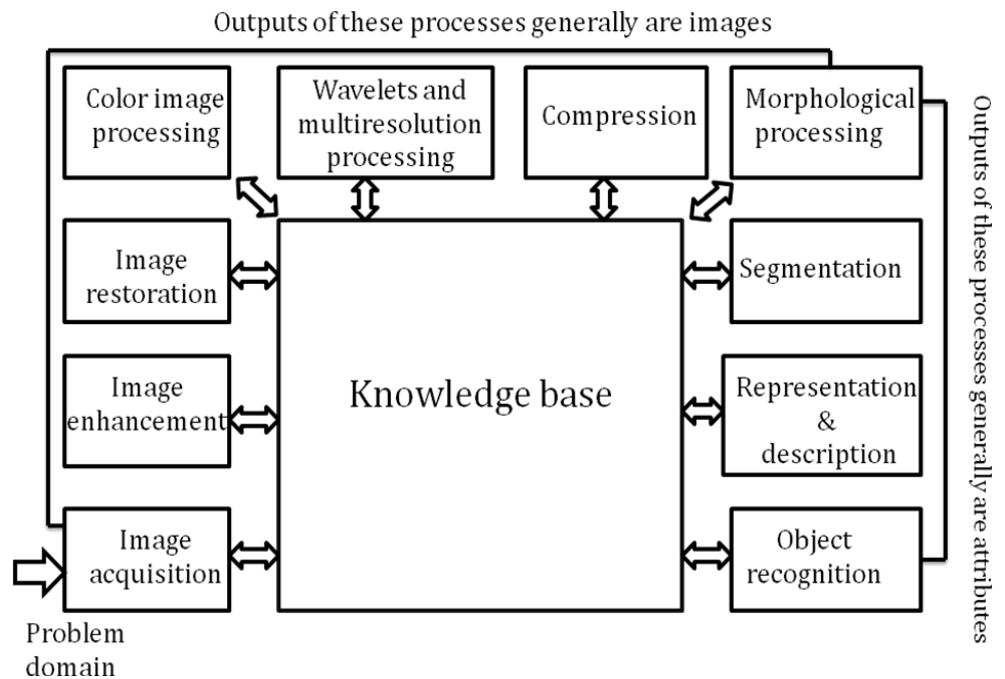 Outputs of these processes generally are images
Color image
processing
Wavelets and
multiresolution
processing
Compression
Morphological
processing
Outputs of these processes generally are attributes
Image
restoration
Segmentation
Image
enhancement
Knowledge base
Representation
&
description
Image
acquisition
Object
recognition
Problem
domain